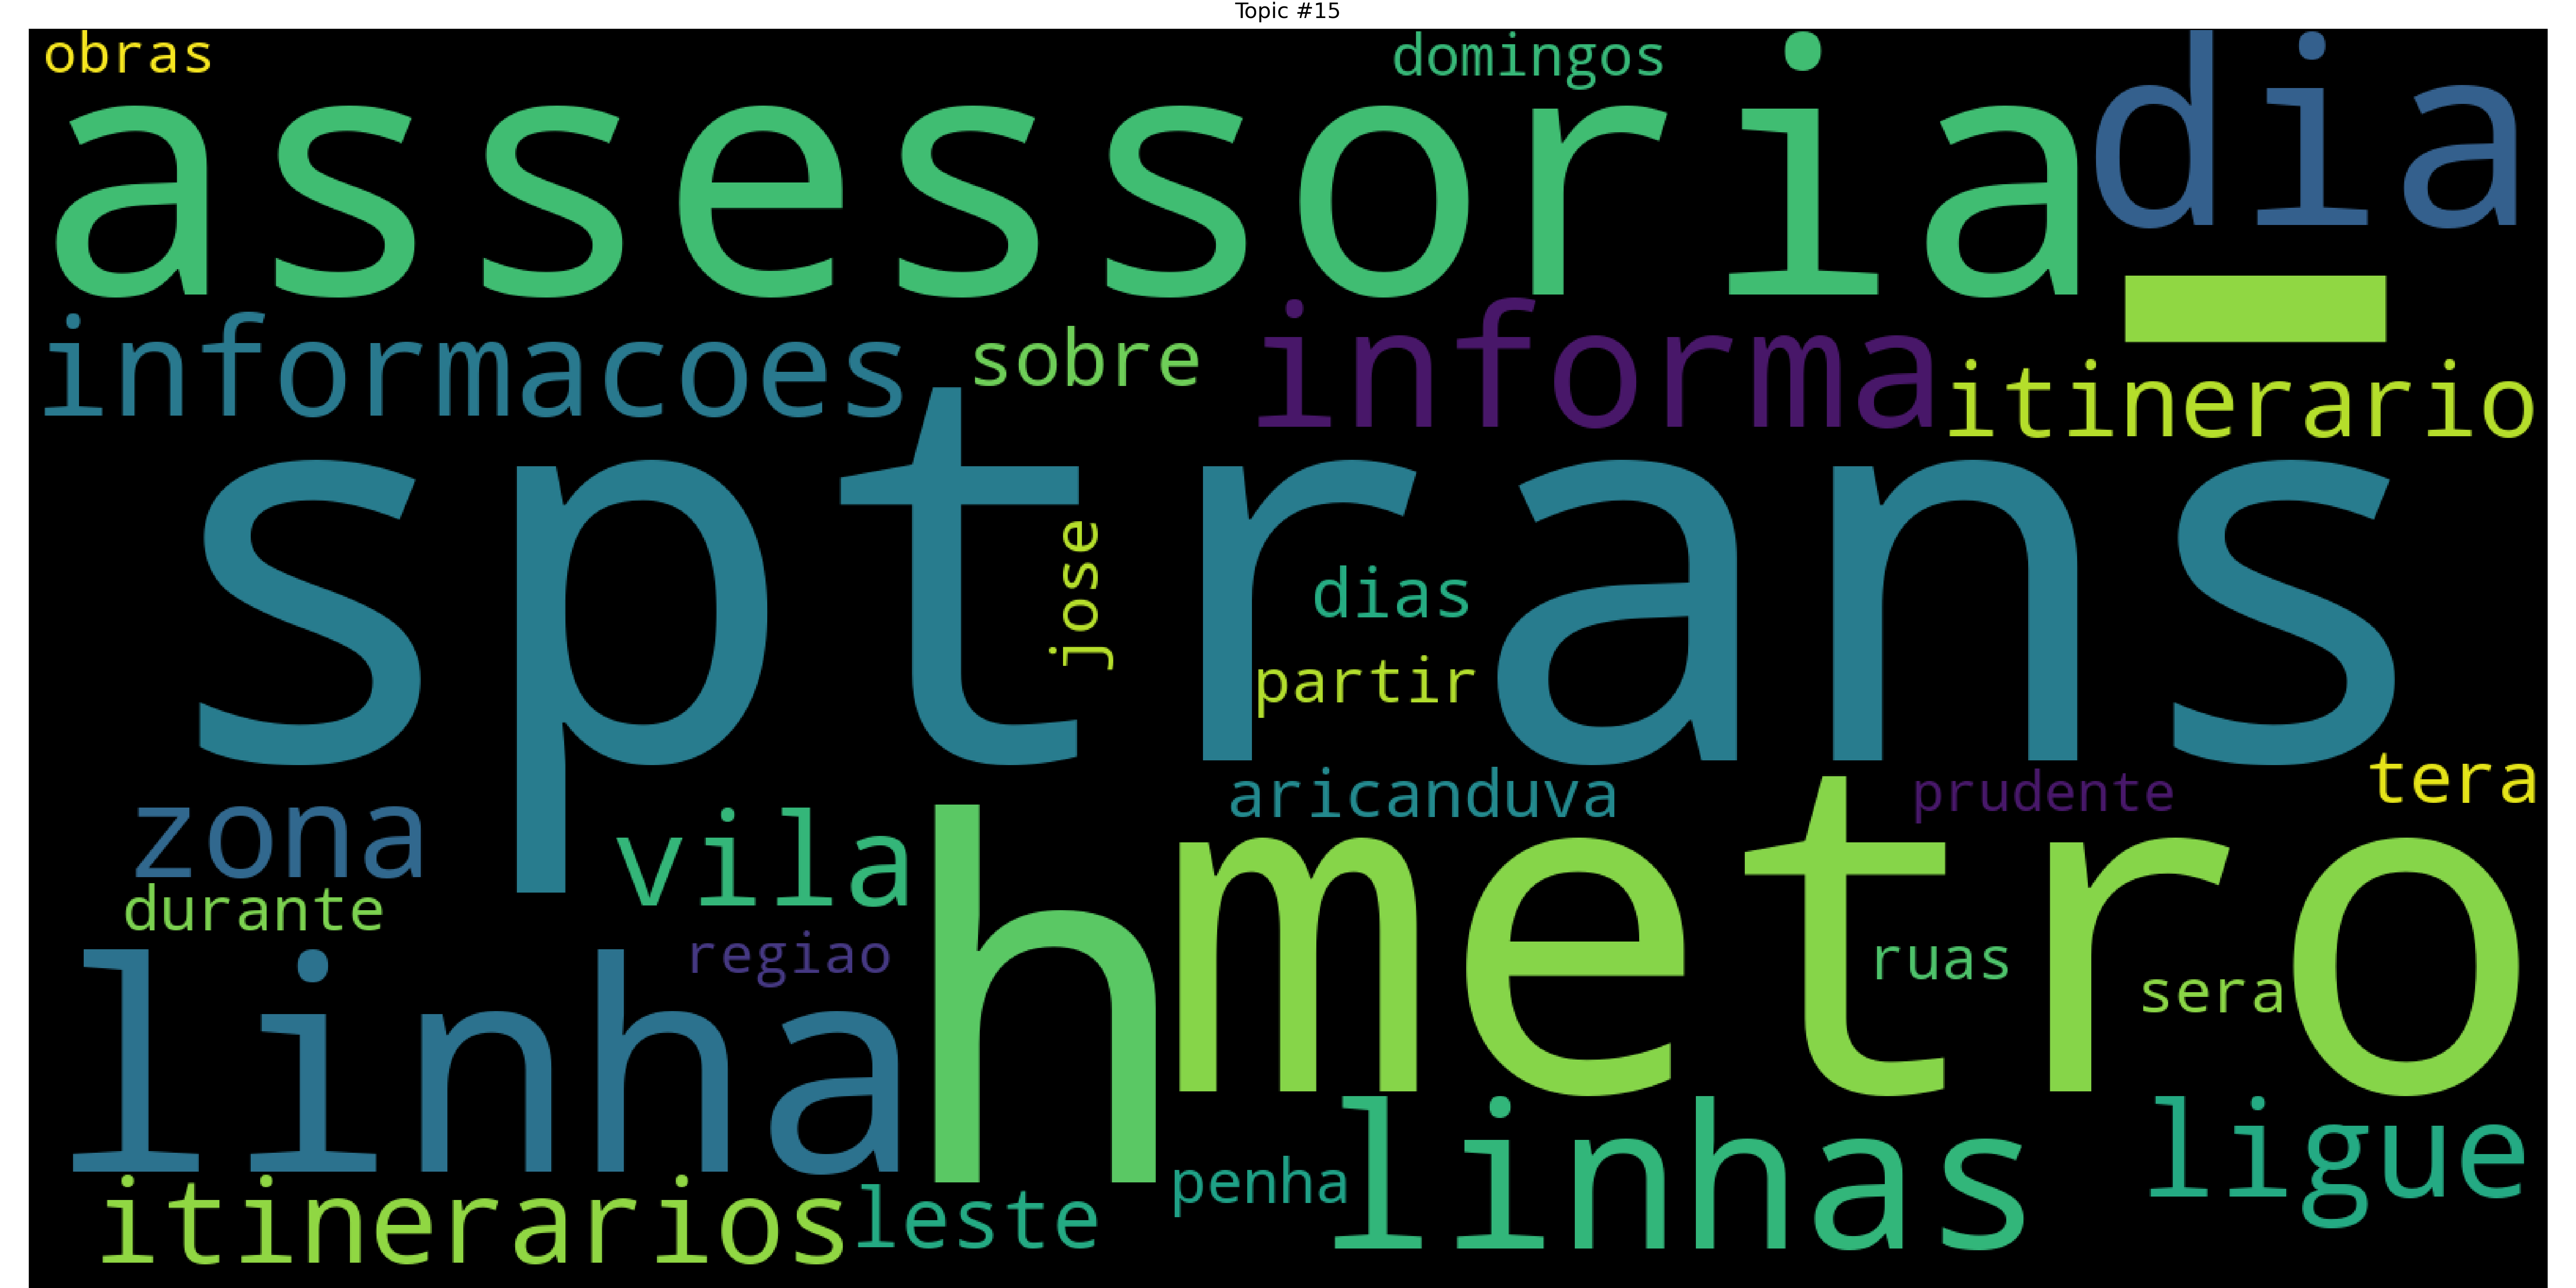 Topic #15
obras
domingos
assessoria
dia
informacoes
sobre
informa
itinerario
sptrans
jose
dias
partir
tera
zona
vila
aricanduva
prudente
durante
h
metro
regiao
ruas
sera
linha
linhas
ligue
penha
itinerarios
leste